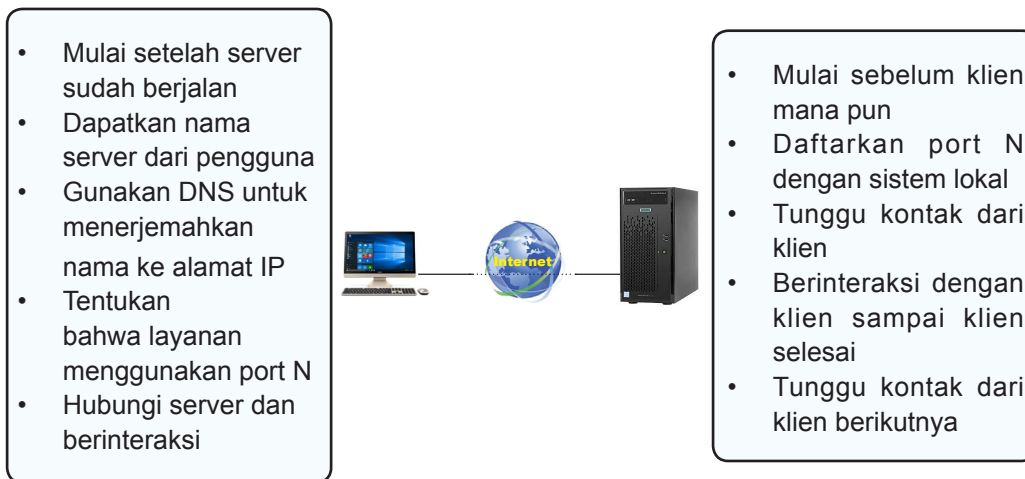 • Mulai setelah server
sudah berjalan
• Dapatkan nama
server dari pengguna
• Gunakan DNS untuk
menerjemahkan
nama ke alamat IP
• Tentukan
bahwa layanan
menggunakan port N
• Hubungi server dan
berinteraksi
Internet
• Mulai sebelum klien
mana pun
• Daftarkan port N
dengan sistem lokal
• Tunggu kontak dari
klien
• Berinteraksi dengan
klien sampai klien
selesai
• Tunggu kontak dari
klien berikutnya